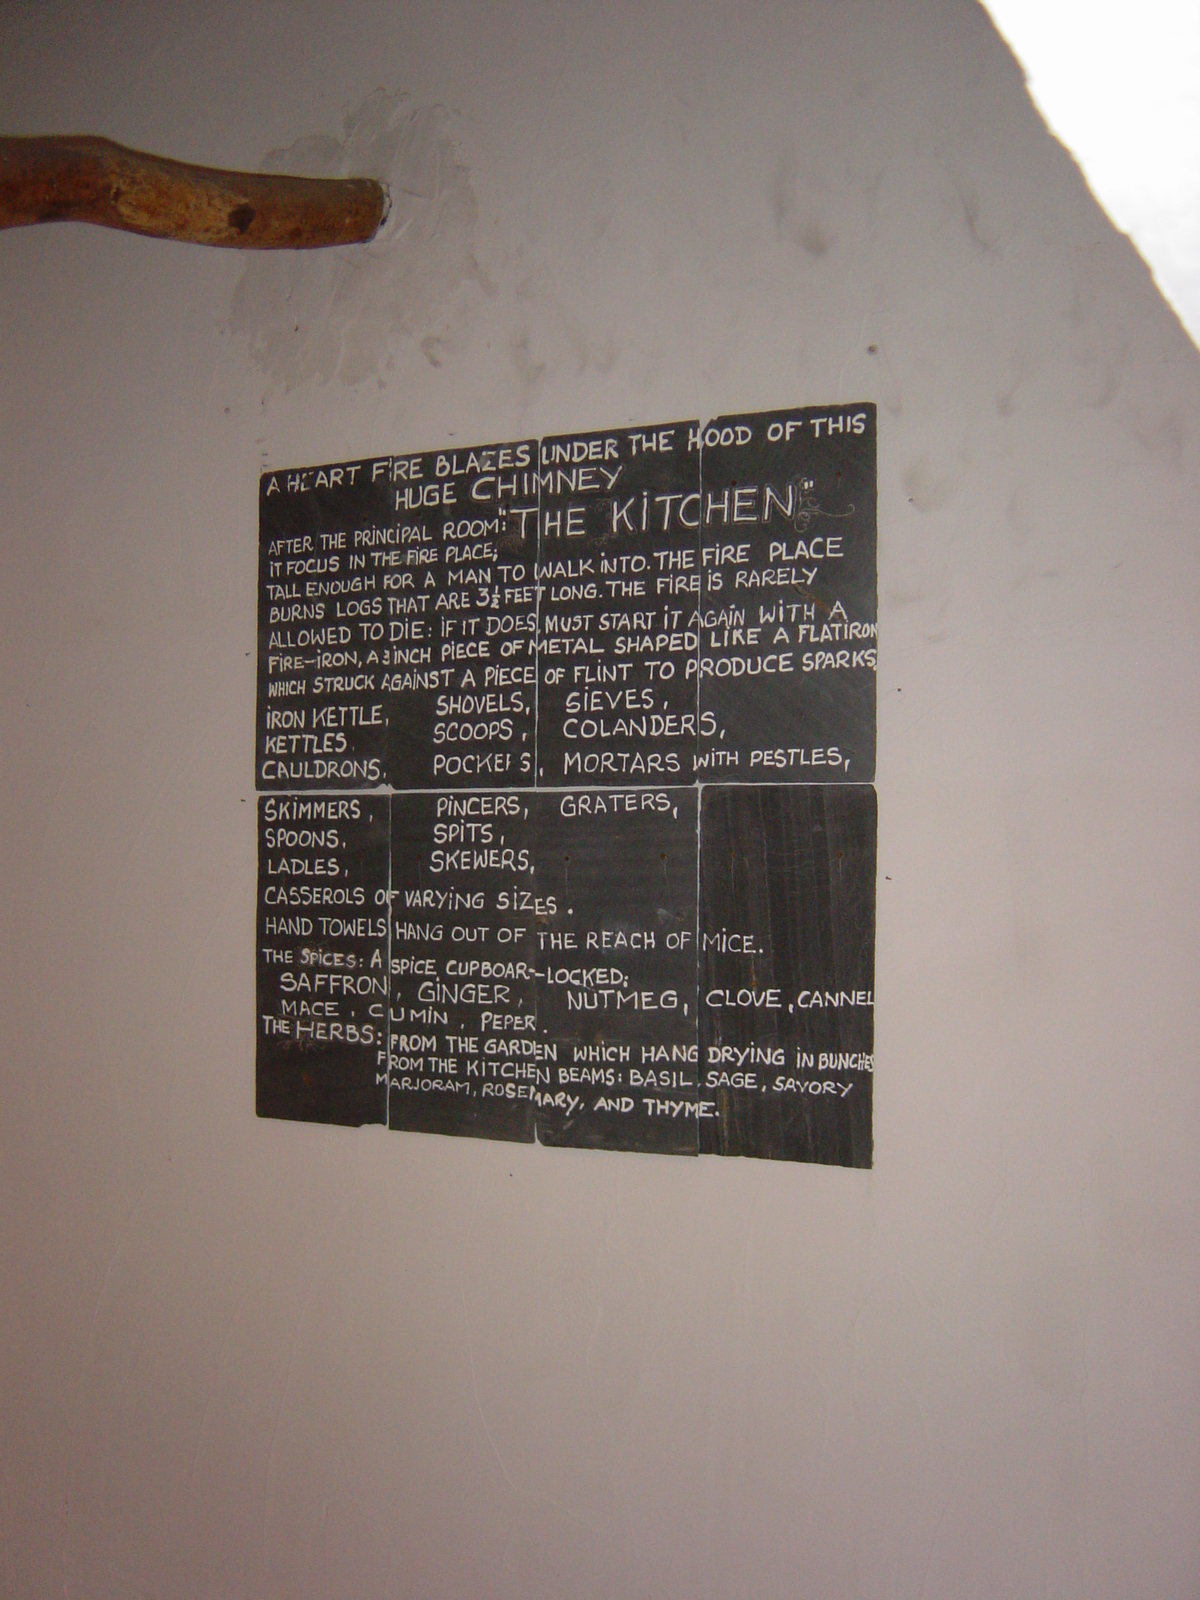 A HEART FIRE BLAZES UNDER THE HOOD OF THIS
HUGE CHIMNEY
AFTER THE PRINCIPAL ROOM: "THE KITCHEN"
iT FOCUS IN THE FIRE PLACE;
TALL ENOUGH FOR A MAN TO WALK INTO. THE FIRE PLACE
BURNS LOGS THAT ARE 3½ FEET LONG. THE FIRE IS RARELY
ALLOWED TO DIE: IF IT DOES, MUST START IT AGAIN WITH A
FIRE-IRON, A 3 INCH PIECE OF METAL SHAPED LIKE A FLATIRON
WHICH STRUCK AGAINST A PIECE OF FLINT TO PRODUCE SPARKS,
IRON KETTLE, SHOVELS, SIEVES,
KETTLES. SCOOPS, COLANDERS,
CAULDRONS. POCKETS, MORTARS WITH PESTLES,
SKIMMERS, PINCERS, GRATERS,
SPOONS, SPITS,
LADLES, SKEWERS,
CASSEROLS OF VARYING SIZES.
HAND TOWELS HANG OUT OF THE REACH OF MICE.
THE SPICES: A SPICE CUPBOAR--LOCKED;
SAFFRON, GINGER, NUTMEG, CLOVE, CANNEL
MACE, CUMIN, PEPER.
THE HERBS: FROM THE GARDEN WHICH HANG DRYING IN BUNCHES
FROM THE KITCHEN BEAMS: BASIL, SAGE, SAVORY
MARJORAM, ROSEMARY, AND THYME.